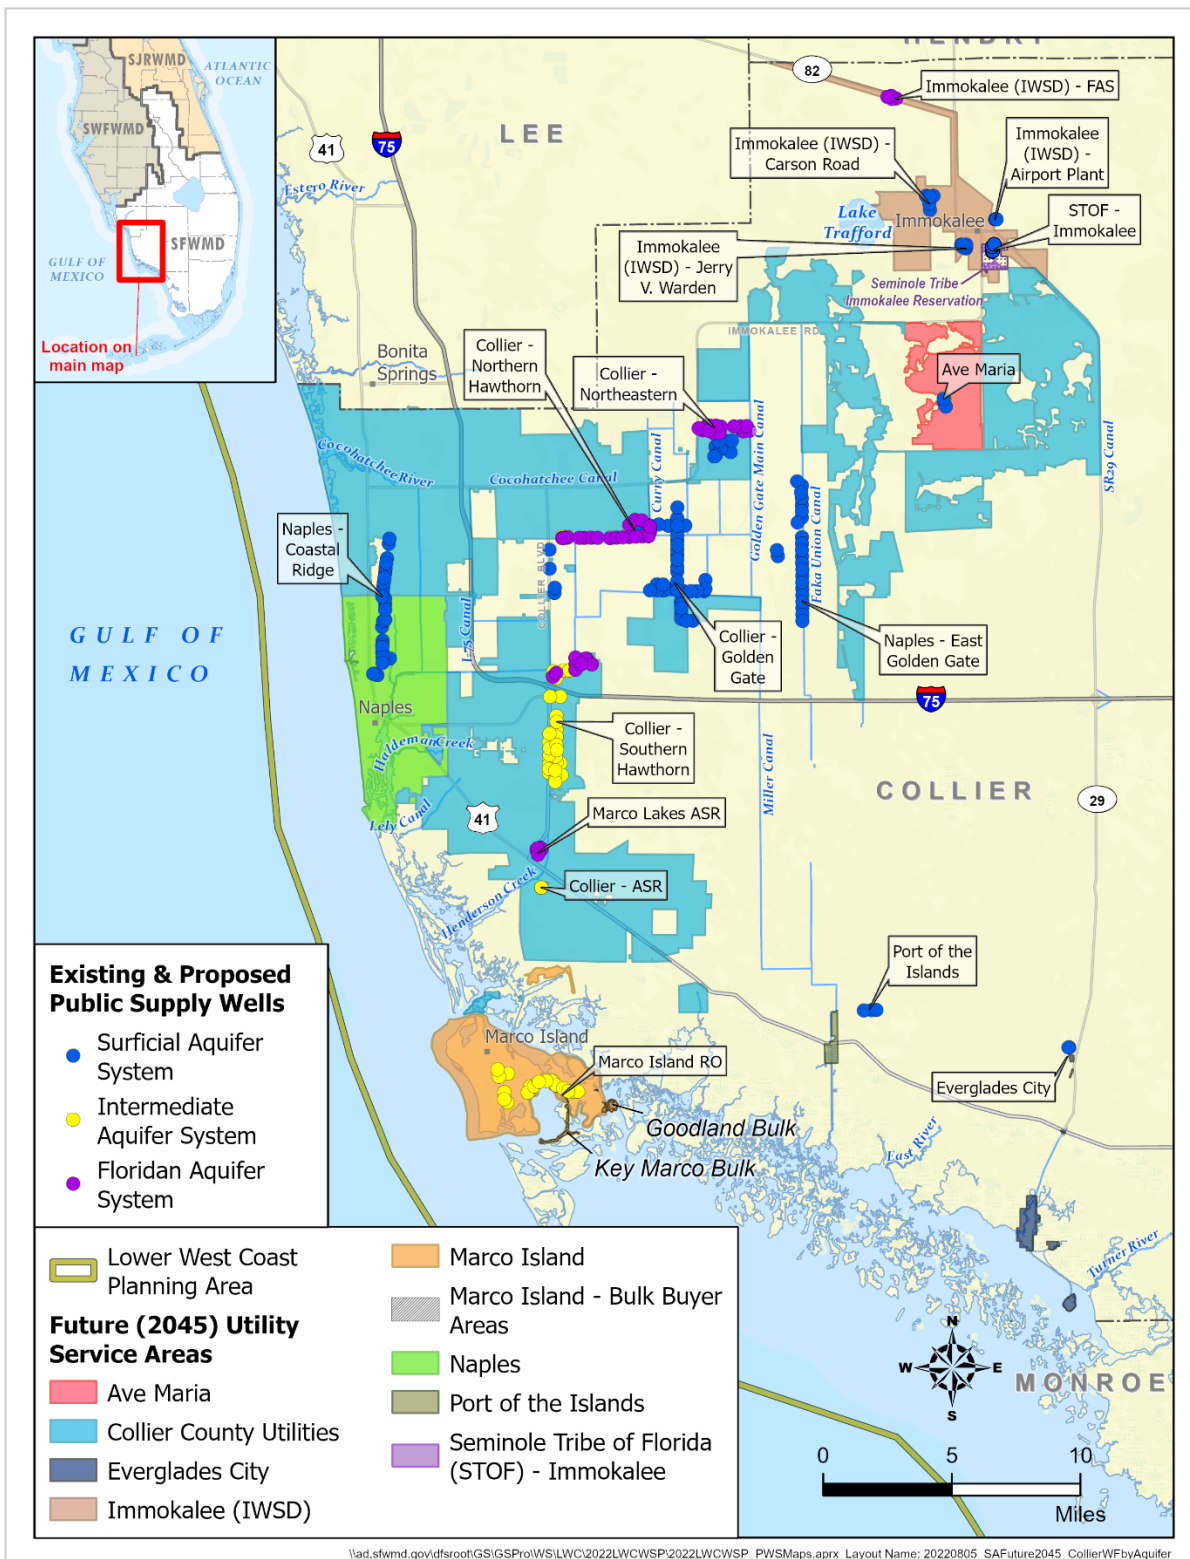 HENDRY
SJRWMD
ATLANTIC
OCEAN
SWFWMD
SFWMD
GULF OF
MEXICO
Location on
main map
82
Immokalee (IWSD) - FAS
LEE
41
75
Immokalee (IWSD) -
Carson Road
Immokalee
(IWSD) -
Airport Plant
Estero River
Lake
Trafford
Immokalee
STOF -
Immokalee
Immokalee
(IWSD) - Jerry
V. Warden
Seminole Tribe
Immokalee Reservation
IMMOKALEE RD
Bonita
Springs
Collier -
Northern
Hawthorn
Collier -
Northeastern
Ave Maria
Cocohatchee River
Cocohatchee Canal
Curry Canal
Golden Gate Main Canal
SR29 Canal
Naples -
Coastal
Ridge
COLLIER BLVD
Faka Union Canal
GULF OF
MEXICO
I-75 Canal
Collier -
Golden
Gate
Naples - East
Golden Gate
75
Naples
Haldeman Creek
Collier -
Southern
Hawthorn
Miller Canal
COLLIER
29
Lely Canal
41
Marco Lakes ASR
Collier - ASR
Henderson Creek
Port of the
Islands
Marco Island
Marco Island RO
Everglades City
Goodland Bulk
Key Marco Bulk
East River
Turner River
MONROE
Existing & Proposed
Public Supply Wells
Surficial Aquifer
System
Intermediate
Aquifer System
Floridan Aquifer
System
Lower West Coast
Planning Area
Future (2045) Utility
Service Areas
Ave Maria
Collier County Utilities
Everglades City
Immokalee (IWSD)
Marco Island
Marco Island - Bulk Buyer
Areas
Naples
Port of the Islands
Seminole Tribe of Florida
(STOF) - Immokalee
N
W
E
S
0
5
10
Miles
\\ad.sfwmd.gov\dfsroot\GS\GSPro\WS\LWC\2022LWCWSP\2022LWCWSP_PWSMaps.aprx Layout Name: 20220805_SAFuture2045_CollierWFbyAquifer